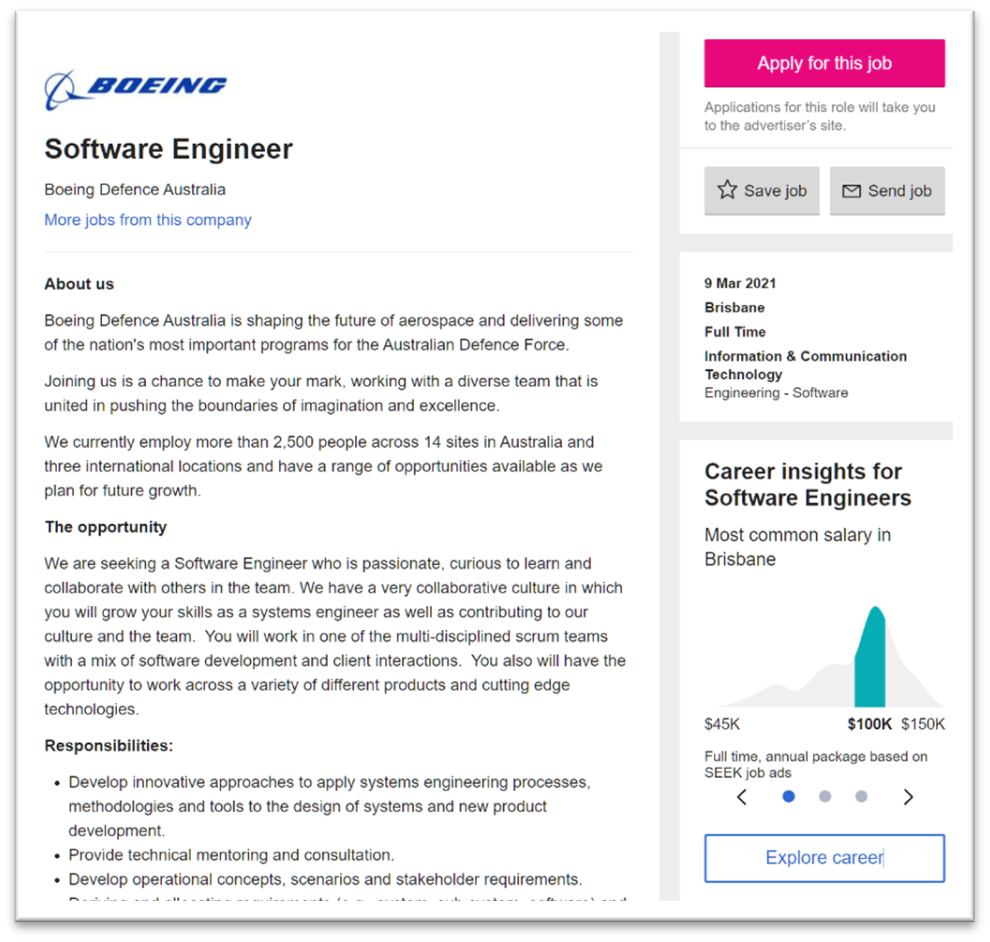 BOEING
Software Engineer
Boeing Defence Australia
More jobs from this company
About us
Boeing Defence Australia is shaping the future of aerospace and delivering some
of the nation's most important programs for the Australian Defence Force.
Joining us is a chance to make your mark, working with a diverse team that is
united in pushing the boundaries of imagination and excellence.
We currently employ more than 2,500 people across 14 sites in Australia and
three international locations and have a range of opportunities available as we
plan for future growth.
The opportunity
We are seeking a Software Engineer who is passionate, curious to learn and
collaborate with others in the team. We have a very collaborative culture in which
you will grow your skills as a systems engineer as well as contributing to our
culture and the team.  You will work in one of the multi-disciplined scrum teams
with a mix of software development and client interactions.  You also will have the
opportunity to work across a variety of different products and cutting edge
technologies.
Responsibilities:
• Develop innovative approaches to apply systems engineering processes,
methodologies and tools to the design of systems and new product
development.
• Provide technical mentoring and consultation.
• Develop operational concepts, scenarios and stakeholder requirements.
Apply for this job
Applications for this role will take you
to the advertiser's site.
Save job
Send job
9 Mar 2021
Brisbane
Full Time
Information & Communication
Technology
Engineering - Software
Career insights for
Software Engineers
Most common salary in
Brisbane
$45K $100K $150K
Full time, annual package based on
SEEK job ads
Explore career